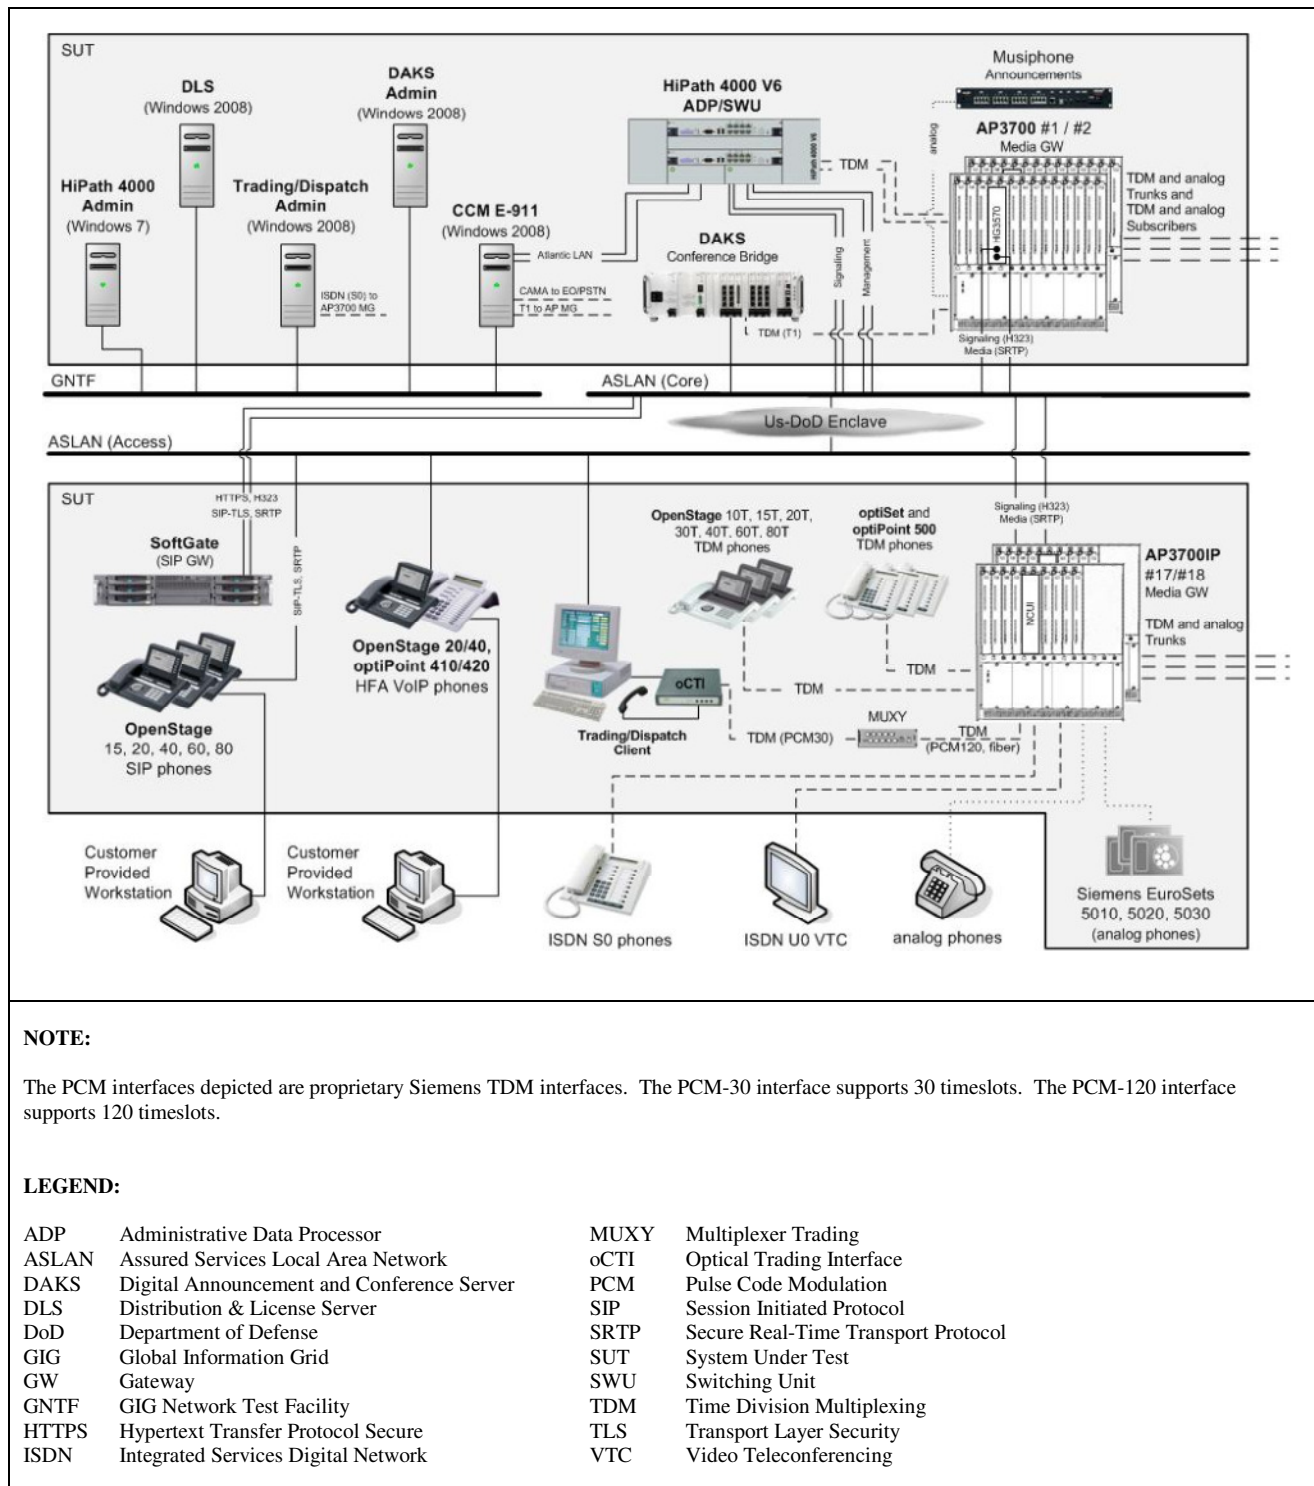 SUT
DLS
(Windows 2008)
DAKS
Admin
(Windows 2008)
HiPath 4000 V6
ADP/SWU
HiPath 4000 V6
Musiphone
Announcements
analog
AP3700 #1 / #2
Media GW
HG3570
TDM
TDM and analog
Trunks and
TDM and analog
Subscribers
HiPath 4000
Admin
(Windows 7)
Trading/Dispatch
Admin
(Windows 2008)
CCM E-911
(Windows 2008)
Atlantic LAN
DAKS
Conference Bridge
Signaling
Management
ISDN (S0) to
AP3700 MG
CAMA to EO/PSTN
T1 to AP MG
TDM (T1)
Signaling (H323)
Media (SRTP)
GNTF
ASLAN (Core)
Us-DoD Enclave
ASLAN (Access)
SUT
HTTPS, H323
SIP-TLS, SRTP
SIP-TLS, SRTP
SoftGate
(SIP GW)
OpenStage 10T, 15T, 20T,
30T, 40T, 60T, 80T
TDM phones
optiSet and
optiPoint 500
TDM phones
Signaling (H323)
Media (SRTP)
AP3700IP
#17/#18
Media GW
NCUI
TDM and analog
Trunks
OpenStage 20/40,
optiPoint 410/420
HFA VoIP phones
oCTI
TDM
TDM
MUXY
Trading/Dispatch
Client
TDM (PCM30)
TDM
(PCM120, fiber)
OpenStage
15, 20, 40, 60, 80
SIP phones
Customer
Provided
Workstation
Customer
Provided
Workstation
ISDN S0 phones
ISDN U0 VTC
analog phones
Siemens EuroSets
5010, 5020, 5030
(analog phones)
NOTE:
The PCM interfaces depicted are proprietary Siemens TDM interfaces. The PCM-30 interface supports 30 timeslots. The PCM-120 interface
supports 120 timeslots.
LEGEND:
ADP Administrative Data Processor
ASLAN Assured Services Local Area Network
DAKS Digital Announcement and Conference Server
DLS Distribution & License Server
DoD Department of Defense
GIG Global Information Grid
GW Gateway
GNTF GIG Network Test Facility
HTTPS Hypertext Transfer Protocol Secure
ISDN Integrated Services Digital Network
MUXY Multiplexer Trading
oCTI Optical Trading Interface
PCM Pulse Code Modulation
SIP Session Initiated Protocol
SRTP Secure Real-Time Transport Protocol
SUT System Under Test
SWU Switching Unit
TDM Time Division Multiplexing
TLS Transport Layer Security
VTC Video Teleconferencing